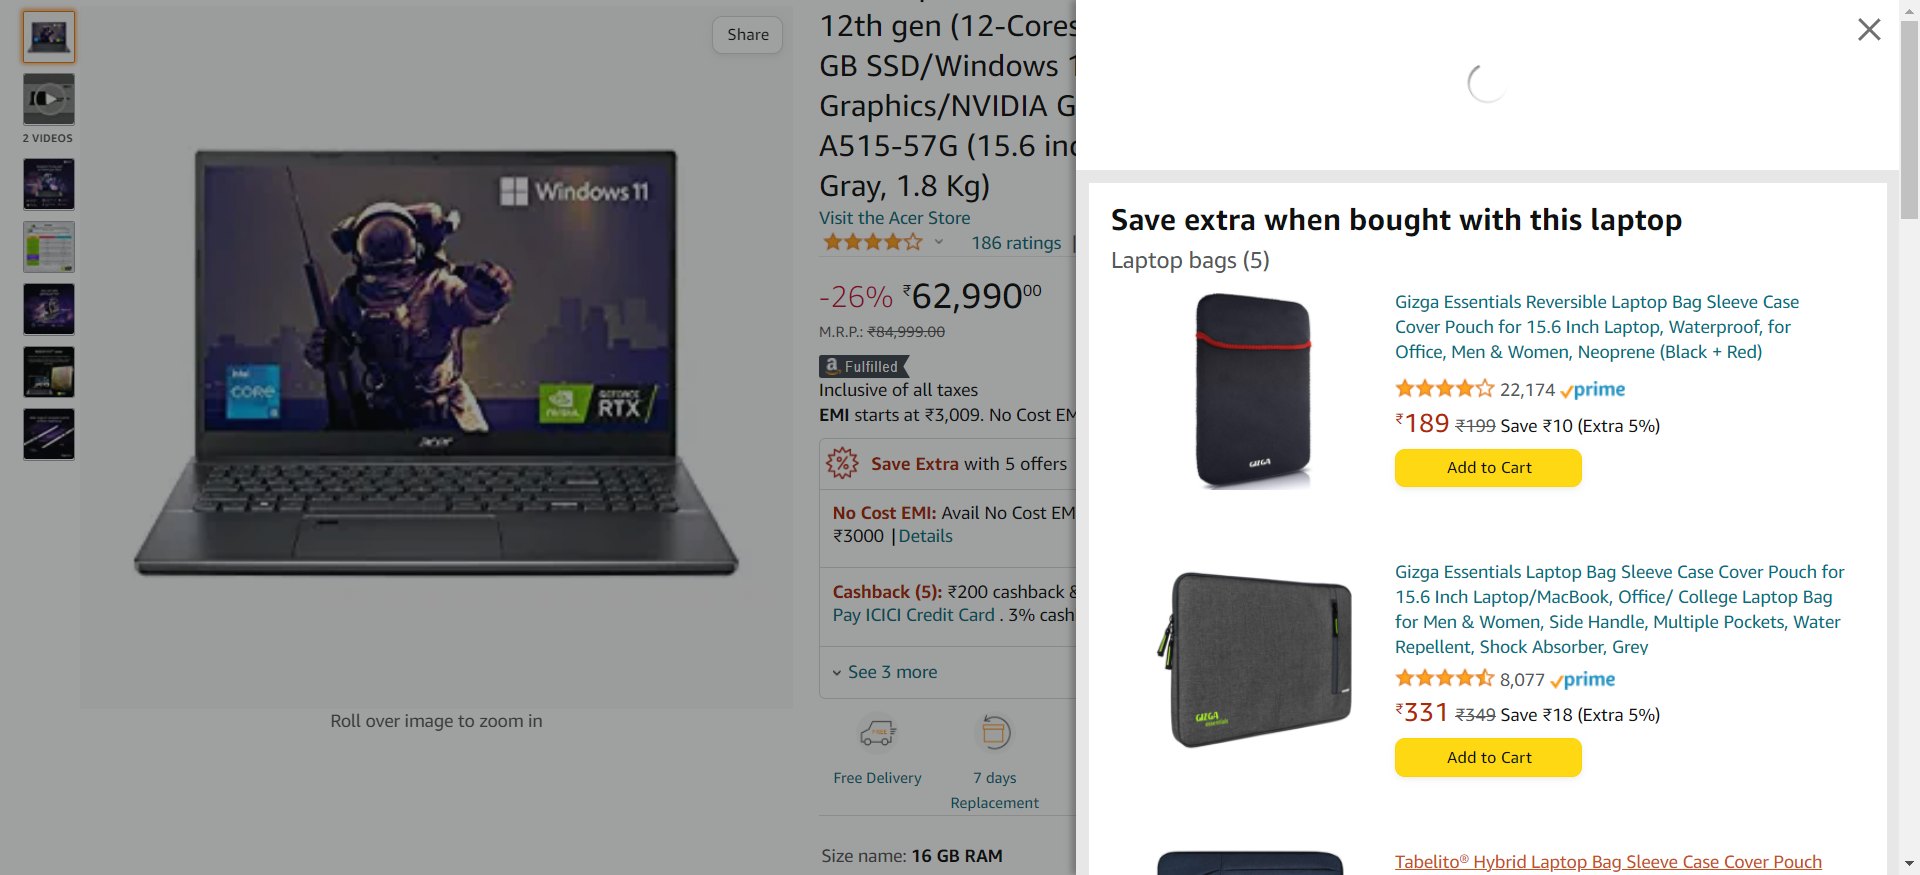 Share
2 VIDEOS
Windows 11
intel
CORE
NVIDIA
GEFORCE
RTX
acer
Roll over image to zoom in
12th gen (12-Cores
GB SSD/Windows 1
Graphics/NVIDIA G
A515-57G (15.6 inc
Gray, 1.8 Kg)
Visit the Acer Store
186 ratings |
-26% ₹62,99000
M.R.P.: ₹84,999.00
a Fulfilled
Inclusive of all taxes
EMI starts at ₹3,009. No Cost EM
Save Extra with 5 offers
No Cost EMI: Avail No Cost EM
₹3000 | Details
Cashback (5): ₹200 cashback &
Pay ICICI Credit Card . 3% cash
See 3 more
FREE
Free Delivery
7 days
Replacement
Size name: 16 GB RAM
Save extra when bought with this laptop
Laptop bags (5)
GIZGA
Gizga Essentials Reversible Laptop Bag Sleeve Case
Cover Pouch for 15.6 Inch Laptop, Waterproof, for
Office, Men & Women, Neoprene (Black + Red)
22,174 prime
₹189 ₹199 Save ₹10 (Extra 5%)
Add to Cart
GIZGA
Gizga Essentials Laptop Bag Sleeve Case Cover Pouch for
15.6 Inch Laptop/MacBook, Office/ College Laptop Bag
for Men & Women, Side Handle, Multiple Pockets, Water
Repellent, Shock Absorber, Grey
8,077 prime
₹331 ₹349 Save ₹18 (Extra 5%)
Add to Cart
Tabelito® Hybrid Laptop Bag Sleeve Case Cover Pouch